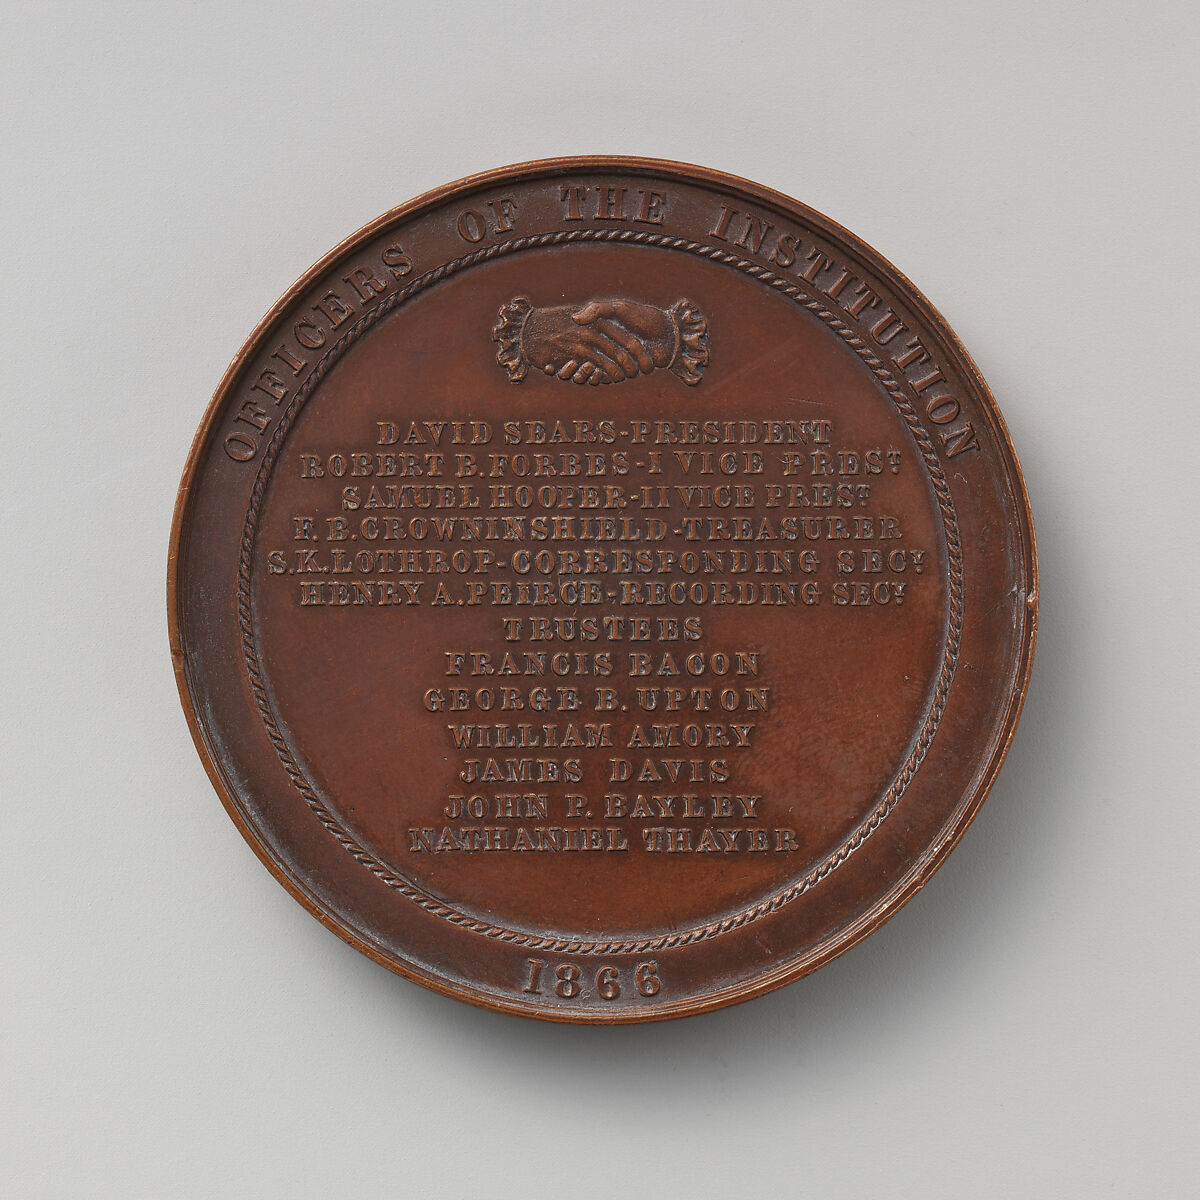 OFFICERS OF THE INSTITUTION
DAVID SEARS-PRESIDENT
ROBERT B. FORBES-I VICE PREST
SAMUEL HOOPER-II VICE PREST
F. B. CROWNINSHIELD-TREASURER
S. K. LOTHROP-CORRESPONDING SECY
HENRY A. PEIRCE-RECORDING SECY
TRUSTEES
FRANCIS BACON
GEORGE B. UPTON
WILLIAM AMORY
JAMES DAVIS
JOHN P. BAYLEY
NATHANIEL THAYER
1866